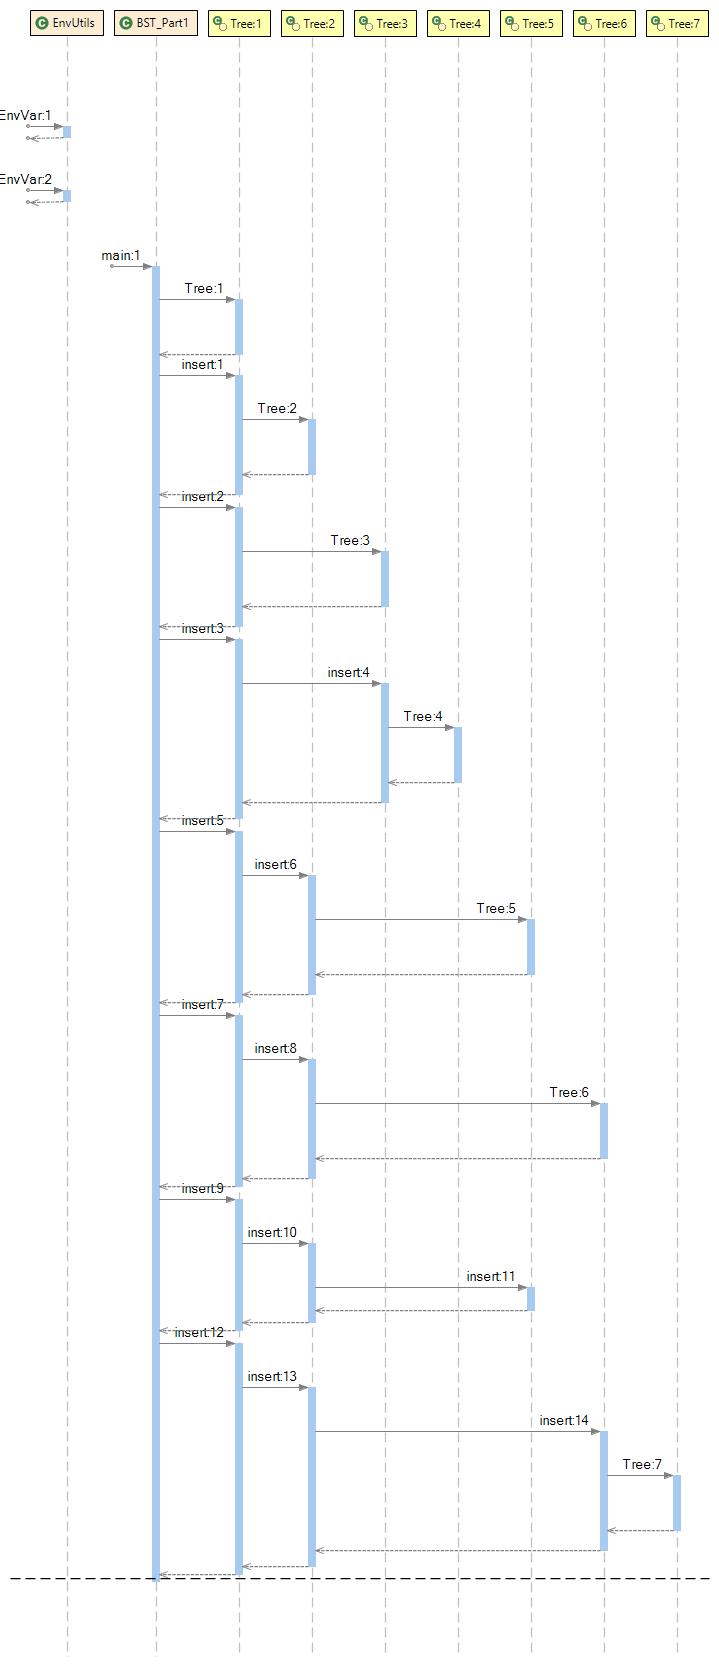 EnvUtils BST_Part1 Tree:1 Tree:2 Tree:3 Tree:4 Tree:5 Tree:6 Tree:7
EnvVar:1
EnvVar:2
main:1
Tree:1
insert:1
Tree:2
insert:2
Tree:3
insert:3
insert:4
Tree:4
insert:5
insert:6
Tree:5
insert:7
insert:8
Tree:6
insert:9
insert:10
insert:11
insert:12
insert:13
insert:14
Tree:7